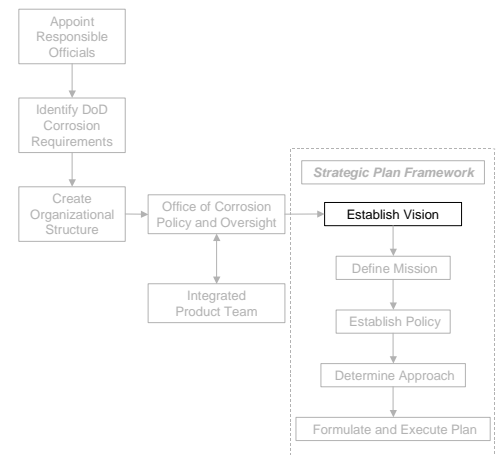 Appoint
Responsible
Officials
Identify DoD
Corrosion
Requirements
Create
Organizational
Structure
Office of Corrosion
Policy and Oversight
Integrated
Product Team
Strategic Plan Framework
Establish Vision
Define Mission
Establish Policy
Determine Approach
Formulate and Execute Plan